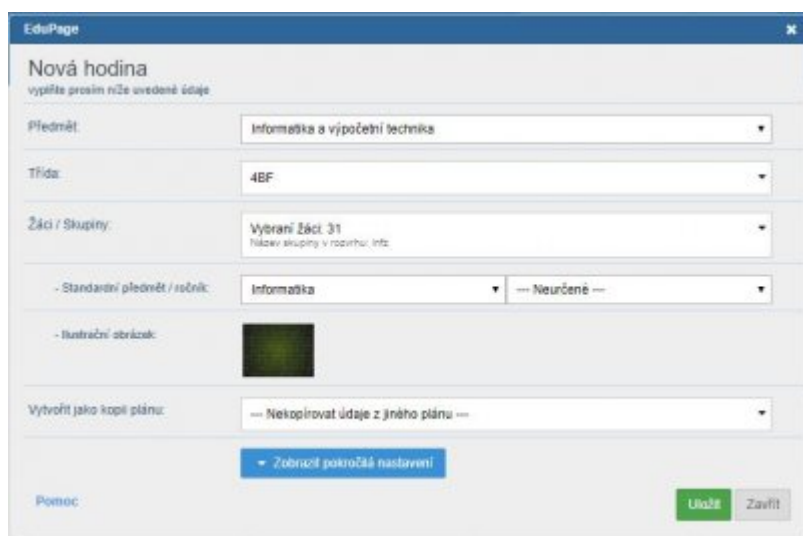 EduPage
Nová hodina
vyplňte prosím níže uvedené údaje
Předmět: Informatika a výpočetní technika
Třída: 4BF
Žáci / Skupiny: Vybraní žáci: 31
Název skupiny v rozvrhu: Infz
- Standardní předmět / ročník: Informatika --- Neurčené ---
- Ilustrační obrázek:
Vytvořit jako kopii plánu: --- Nekopírovat údaje z jiného plánu ---
Zobrazit pokročilá nastavení
Pomoc Uložit Zavřít